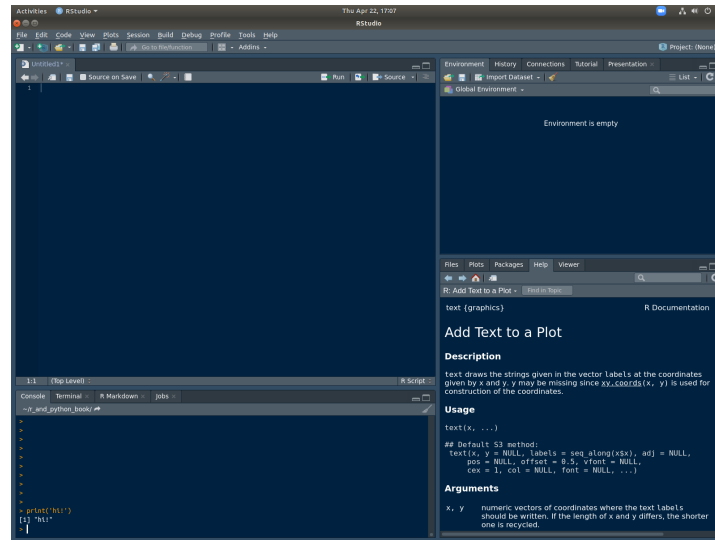 Activities RStudio Thu Apr 22, 17:07
RStudio
File Edit Code View Plots Session Build Debug Profile Tools Help
Go to file/function Addins Project: (None)
Untitled1*
Source on Save Run Source
1
1:1 (Top Level) R Script
Console Terminal R Markdown Jobs
~/r_and_python_book/
>
>
>
>
>
>
>
>
>
> print('hi!')
[1] "hi!"
>
Environment History Connections Tutorial Presentation
Import Dataset List
Global Environment
Environment is empty
Files Plots Packages Help Viewer
R: Add Text to a Plot Find in Topic
text {graphics} R Documentation
Add Text to a Plot
Description
text draws the strings given in the vector labels at the coordinates
given by x and y. y may be missing since xy.coords(x, y) is used for
construction of the coordinates.
Usage
text(x, ...)
## Default S3 method:
text(x, y = NULL, labels = seq_along(x$x), adj = NULL,
pos = NULL, offset = 0.5, vfont = NULL,
cex = 1, col = NULL, font = NULL, ...)
Arguments
x, y numeric vectors of coordinates where the text labels
should be written. If the length of x and y differs, the shorter
one is recycled.